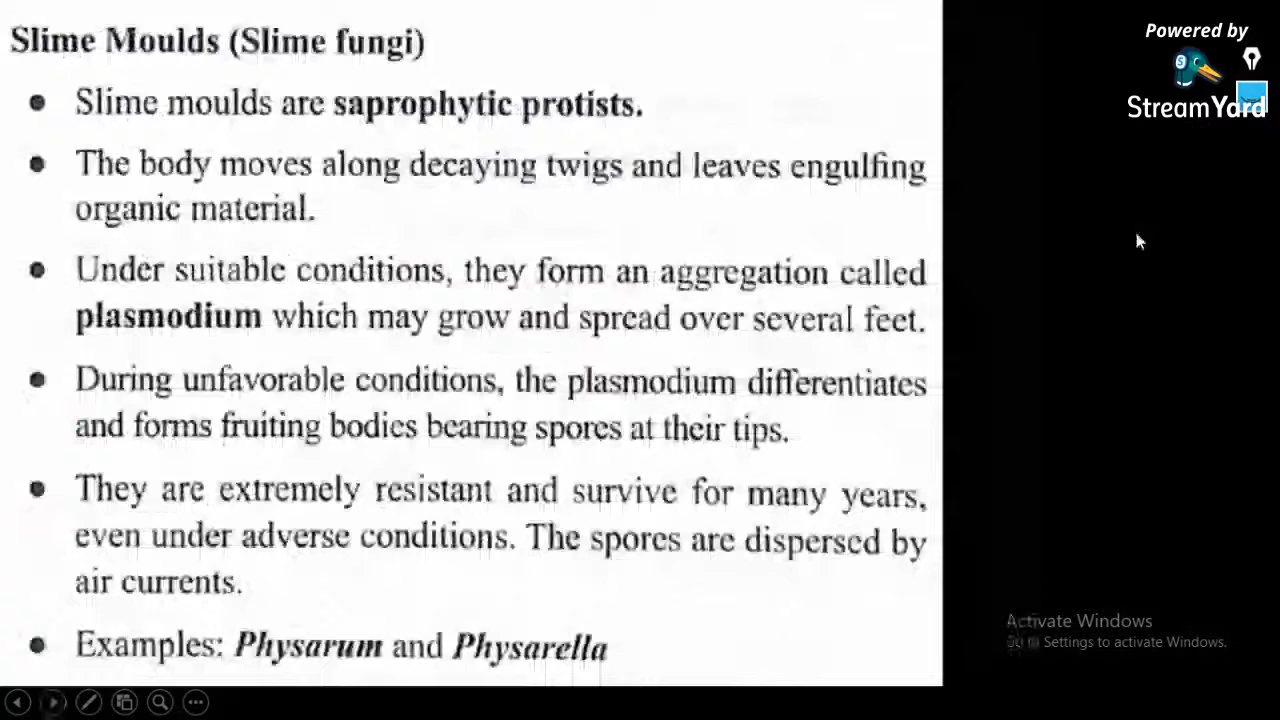 Slime Moulds (Slime fungi)
● Slime moulds are saprophytic protists.
● The body moves along decaying twigs and leaves engulfing
organic material.
● Under suitable conditions, they form an aggregation called
plasmodium which may grow and spread over several feet.
● During unfavorable conditions, the plasmodium differentiates
and forms fruiting bodies bearing spores at their tips.
● They are extremely resistant and survive for many years,
even under adverse conditions. The spores are dispersed by
air currents.
● Examples: Physarum and Physarella
Powered by
StreamYard
Activate Windows
Go to Settings to activate Windows.